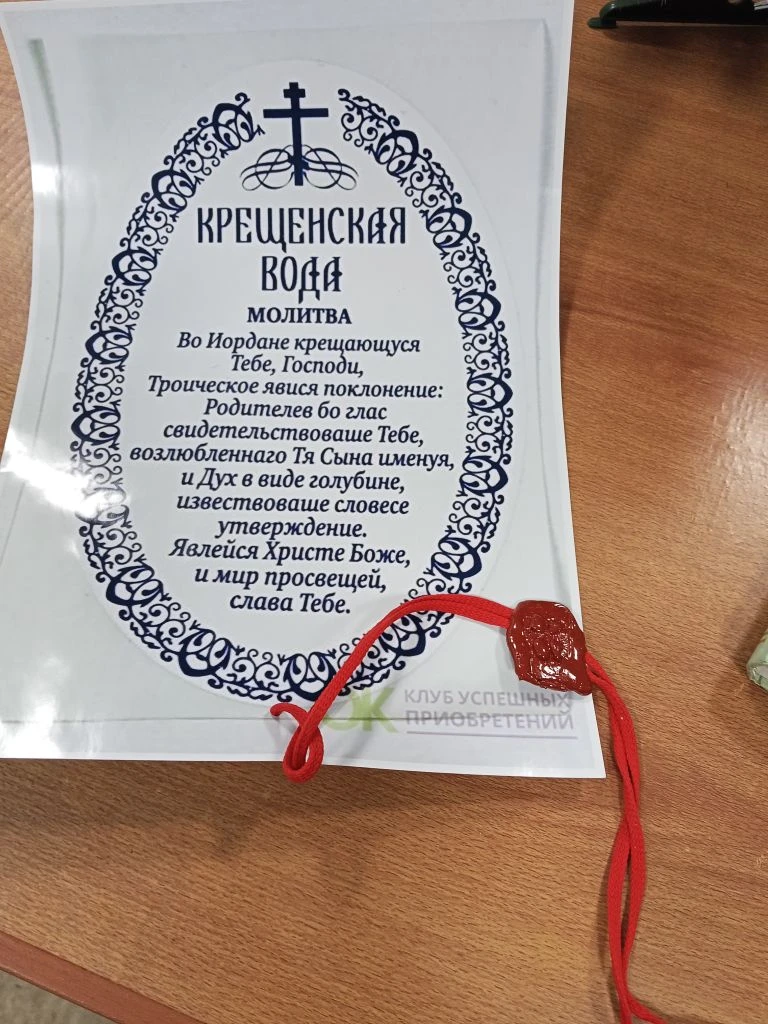 КРЕЩЕНСКАЯ
ВОДА
МОЛИТВА
Во Иордане крещающуся
Тебе, Господи,
Троическое явися поклонение:
Родителев бо глас
свидетельствоваше Тебе,
возлюбленнаго Тя Сына именуя,
и Дух в виде голубине,
извествоваше словесе
утверждение.
Явлейся Христе Боже,
и мир просвещей,
слава Тебе.
КЛУБ УСПЕШНЫХ
ПРИОБРЕТЕНИЙ